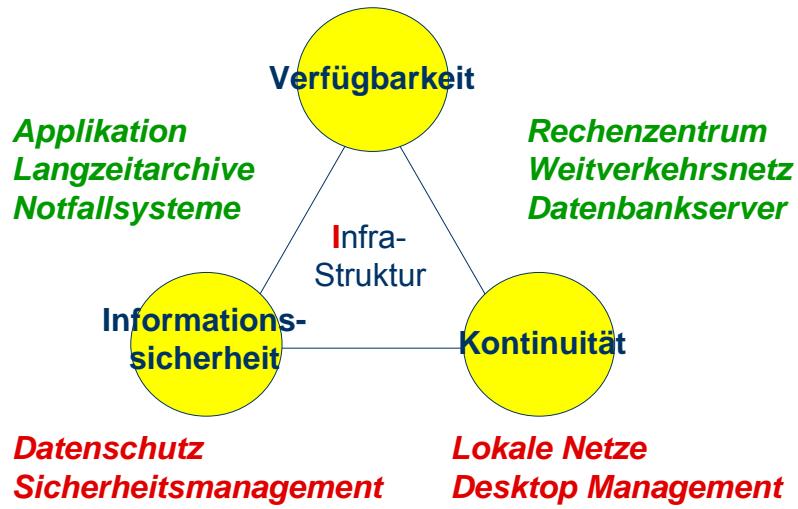 Verfügbarkeit
Applikation
Langzeitarchive
Notfallsysteme
Rechenzentrum
Weitverkehrsnetz
Datenbankserver
Infra-
Struktur
Informations-
sicherheit
Kontinuität
Datenschutz
Sicherheitsmanagement
Lokale Netze
Desktop Management